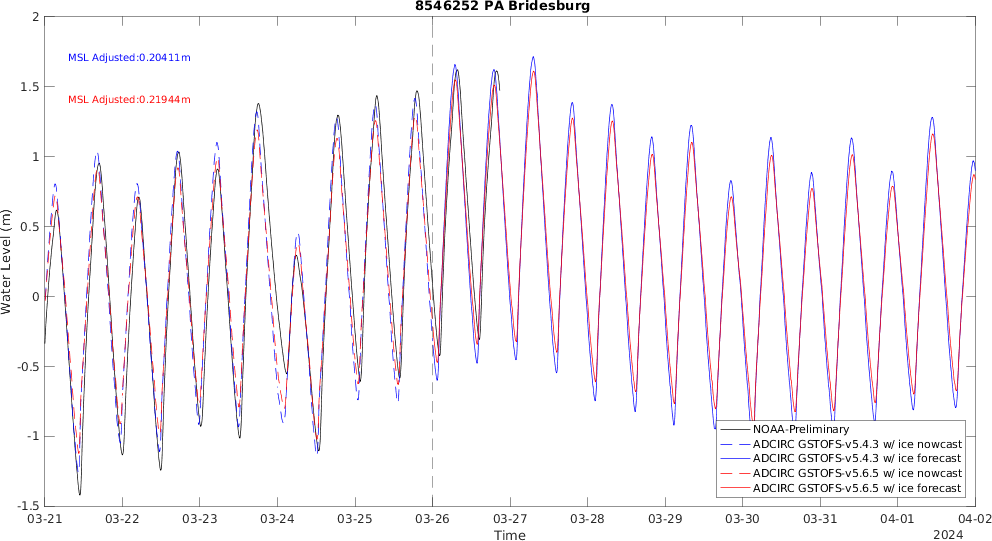 8546252 PA Bridesburg
MSL Adjusted:0.20411m
MSL Adjusted:0.21944m
Water Level (m)
2
1.5
1
0.5
0
-0.5
-1
-1.5
NOAA-Preliminary
ADCIRC GSTOFS-v5.4.3 w/ ice nowcast
ADCIRC GSTOFS-v5.4.3 w/ ice forecast
ADCIRC GSTOFS-v5.6.5 w/ ice nowcast
ADCIRC GSTOFS-v5.6.5 w/ ice forecast
03-21 03-22 03-23 03-24 03-25 03-26 03-27 03-28 03-29 03-30 03-31 04-01 04-02
2024
Time